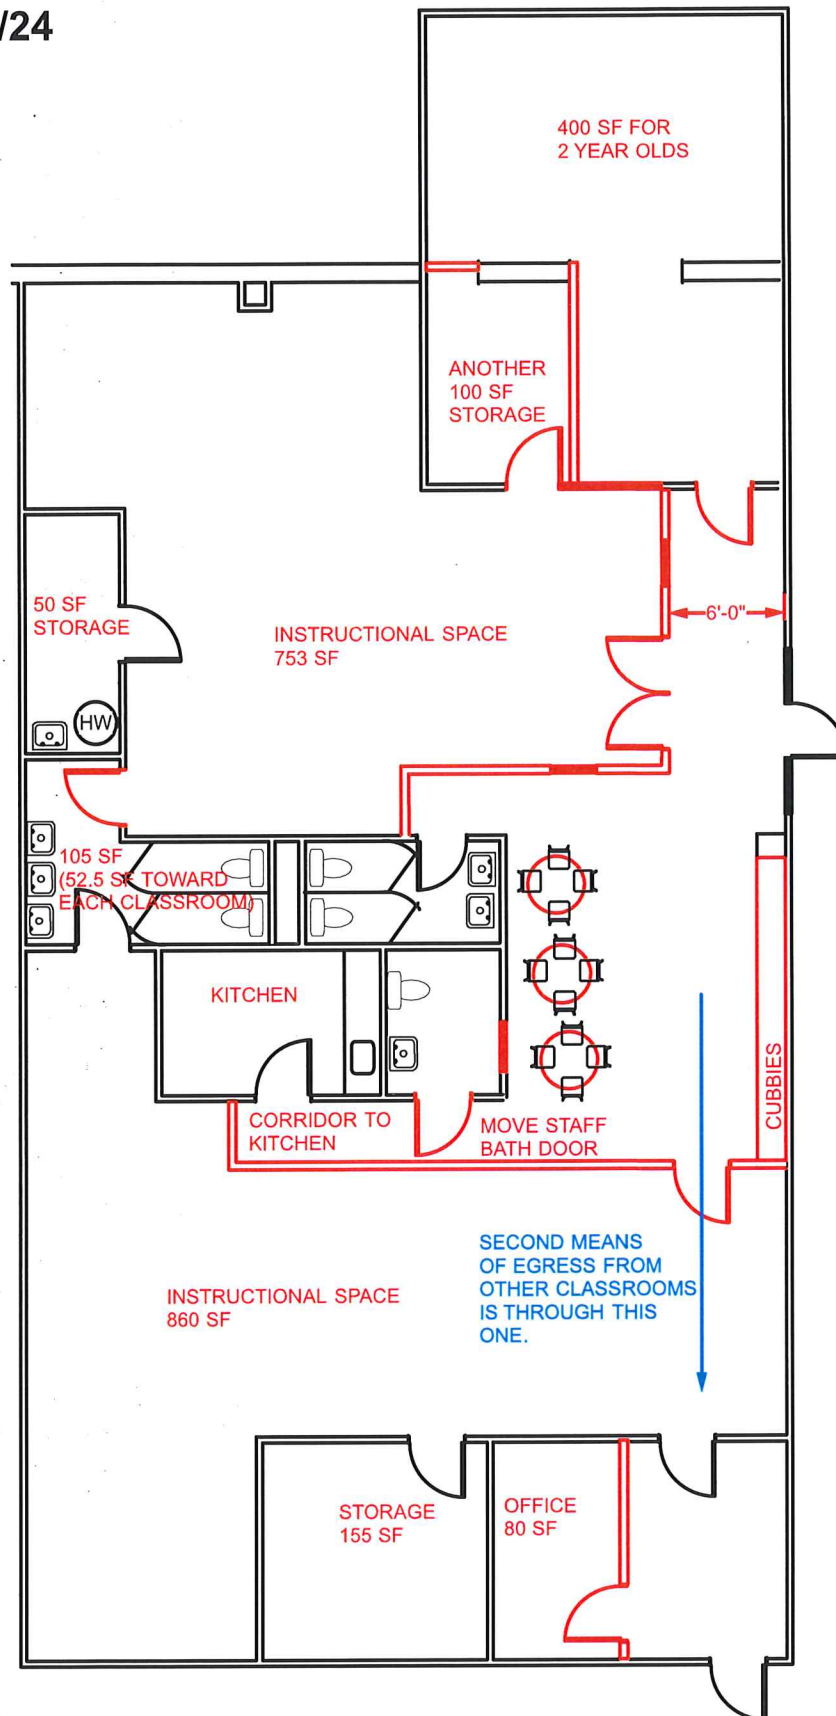 /24
400 SF FOR
2 YEAR OLDS
ANOTHER
100 SF
STORAGE
50 SF
STORAGE
6'-0"
INSTRUCTIONAL SPACE
753 SF
HW
105 SF
(52.5 SF TOWARD
EACH CLASSROOM)
KITCHEN
CUBBIES
CORRIDOR TO
KITCHEN
MOVE STAFF
BATH DOOR
SECOND MEANS
OF EGRESS FROM
OTHER CLASSROOMS
IS THROUGH THIS
ONE.
INSTRUCTIONAL SPACE
860 SF
STORAGE
155 SF
OFFICE
80 SF